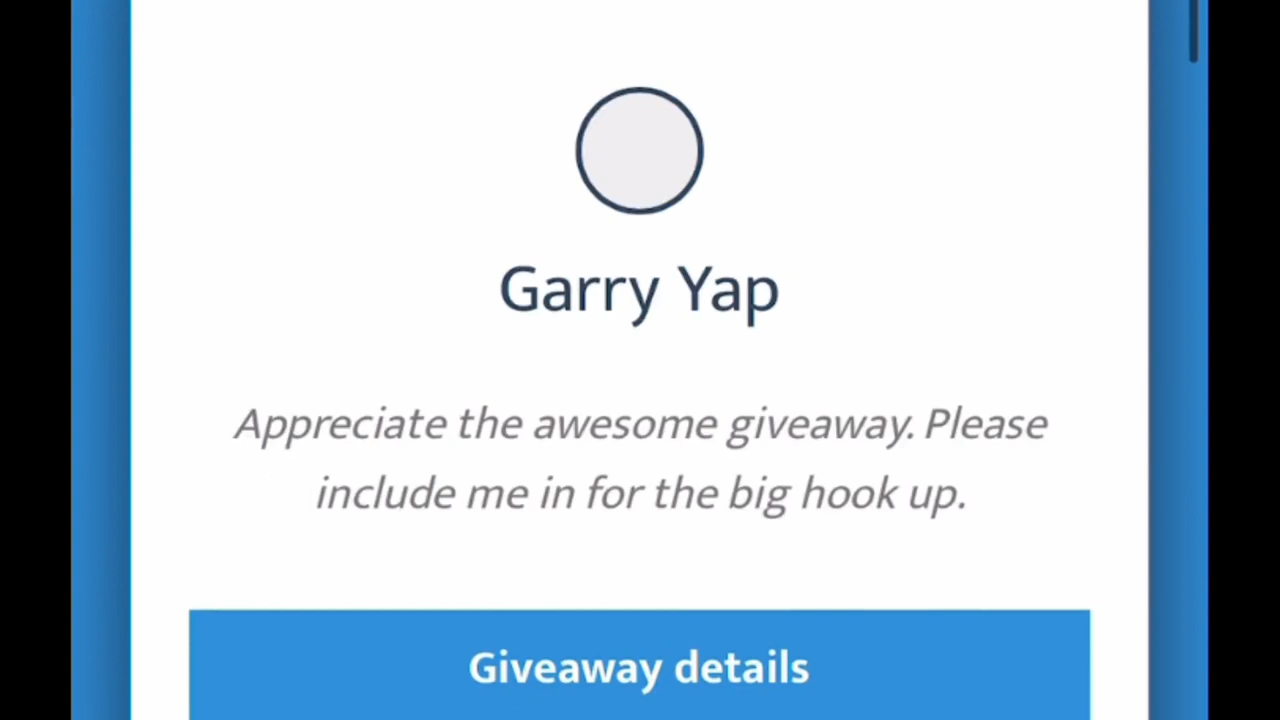 Garry Yap
Appreciate the awesome giveaway. Please
include me in for the big hook up.
Giveaway details